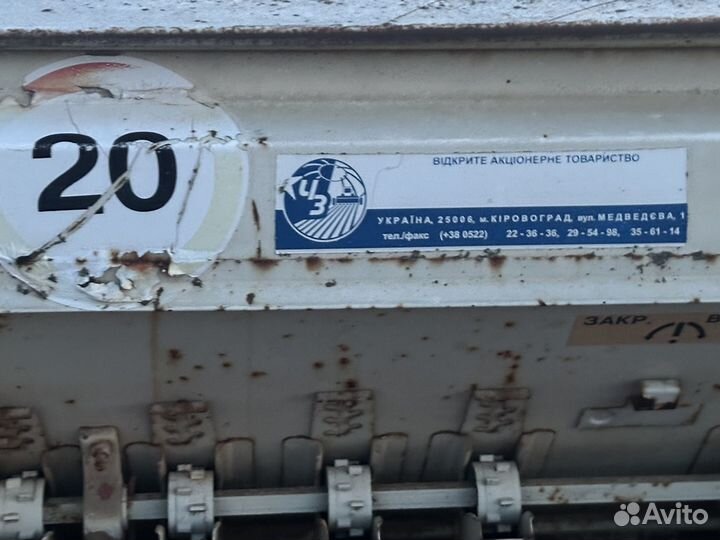 20
ВІДКРИТЕ АКЦІОНЕРНЕ ТОВАРИСТВО
ЧЗ
УКРАЇНА, 25006, м. КІРОВОГРАД, вул. МЕДВЕДЄВА, 1
тел./факс (+38 0522) 22 - 36 - 36, 29 - 54 - 98, 35 - 61 - 14
ЗАКР. В
Avito